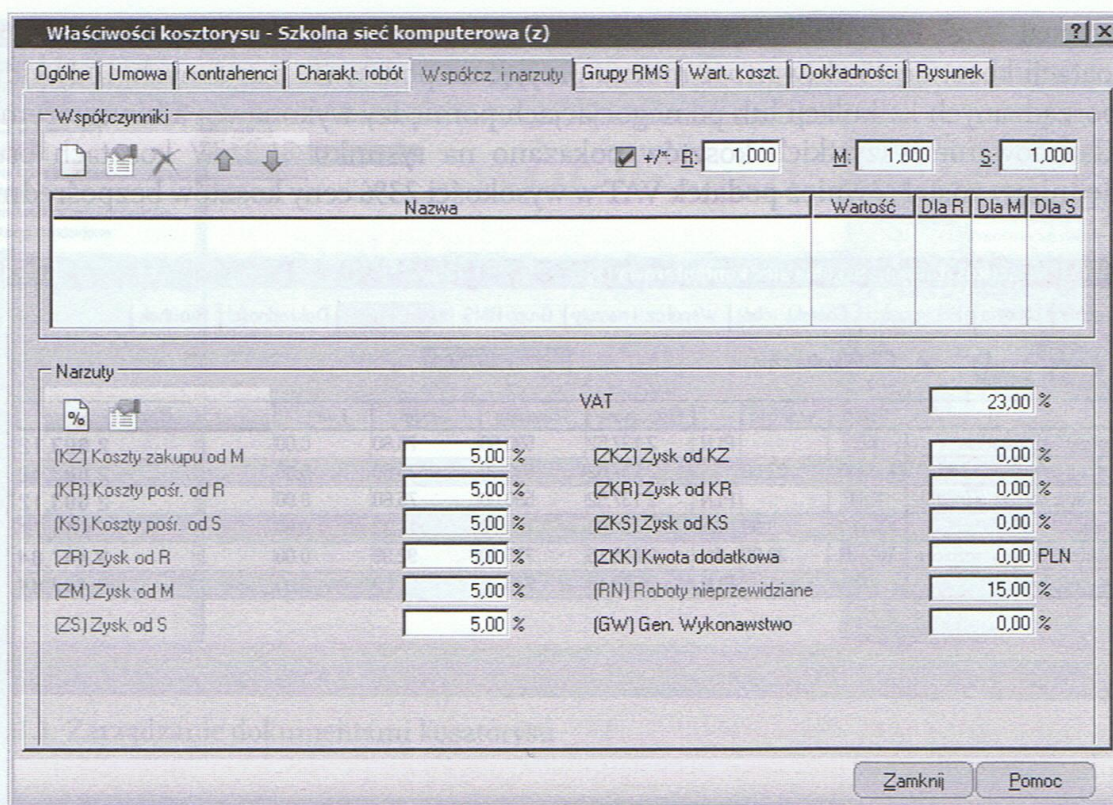 Właściwości kosztorysu - Szkolna sieć komputerowa (z)
Ogólne Umowa Kontrahenci Charakt. robót Współcz. i narzuty Grupy RMS Wart. koszt. Dokładności Rysunek
Współczynniki
+/*: R: 1,000 M: 1,000 S: 1,000
Nazwa Wartość Dla R Dla M Dla S
Narzuty
VAT 23,00 %
(KZ) Koszty zakupu od M 5,00 % (ZKZ) Zysk od KZ 0,00 %
(KR) Koszty pośr. od R 5,00 % (ZKR) Zysk od KR 0,00 %
(KS) Koszty pośr. od S 5,00 % (ZKS) Zysk od KS 0,00 %
(ZR) Zysk od R 5,00 % (ZKK) Kwota dodatkowa 0,00 PLN
(ZM) Zysk od M 5,00 % (RN) Roboty nieprzewidziane 15,00 %
(ZS) Zysk od S 5,00 % (GW) Gen. Wykonawstwo 0,00 %
Zamknij Pomoc